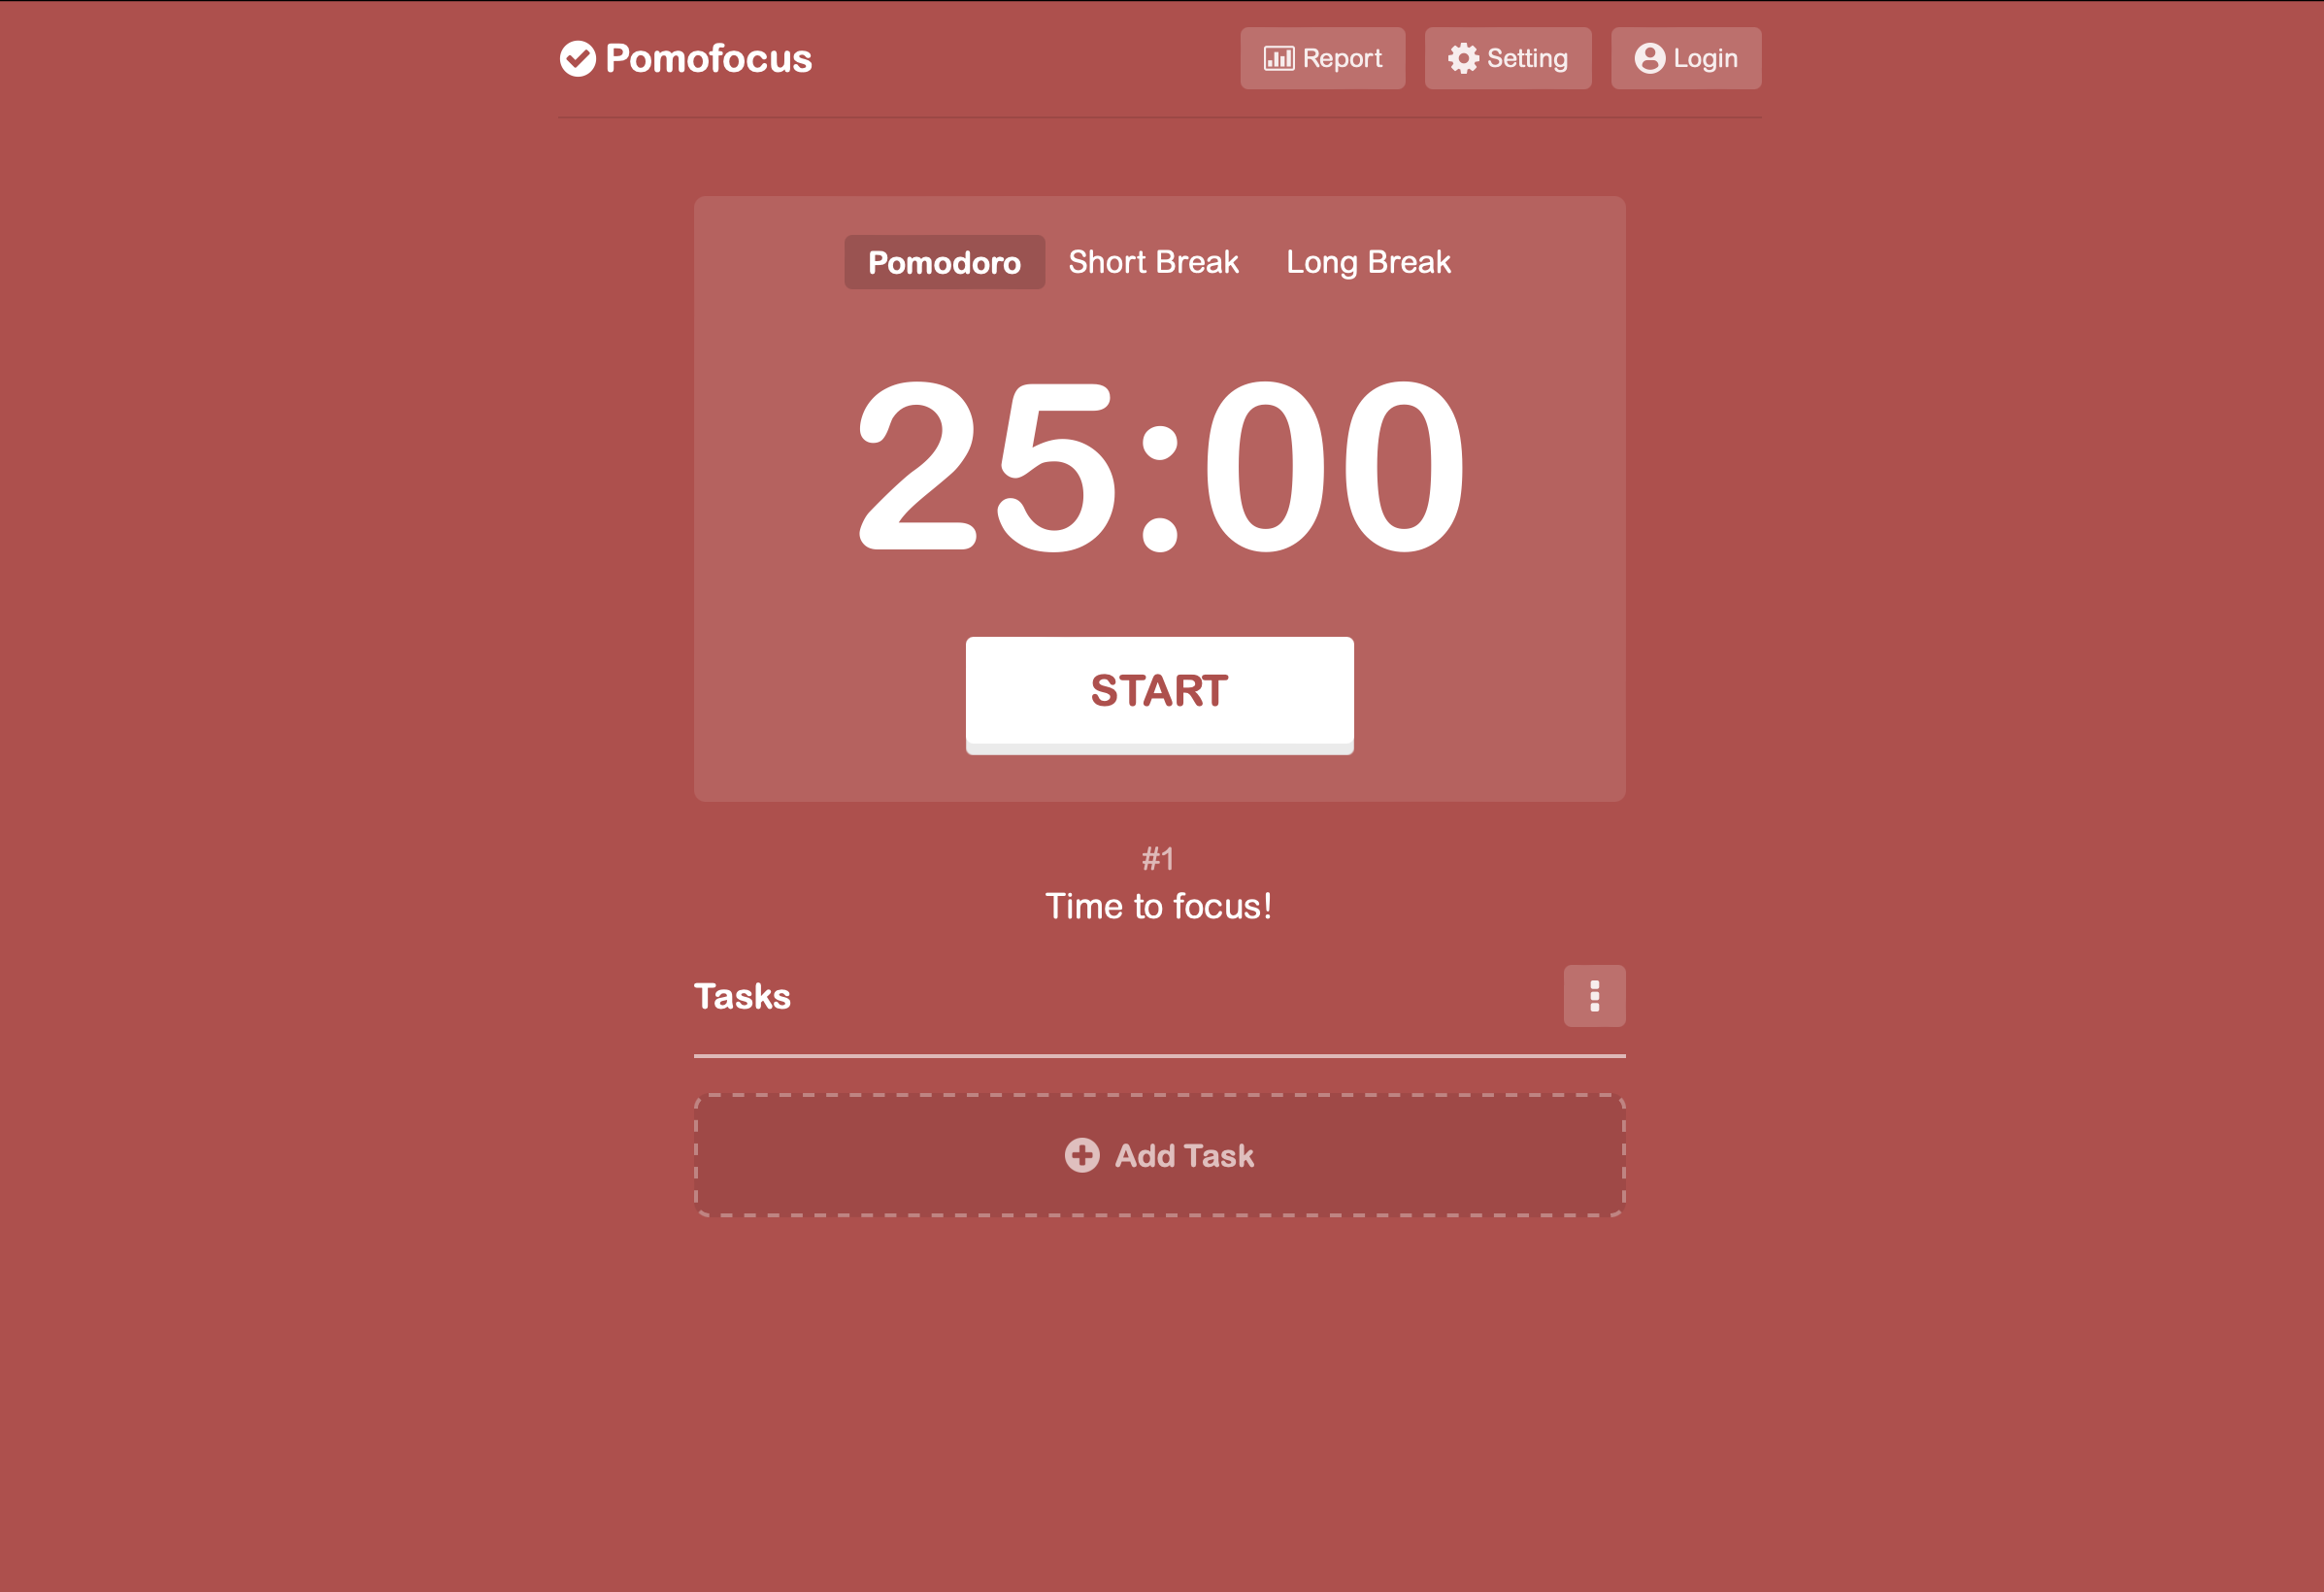 Pomofocus
Report
Setting
Login
Pomodoro
Short Break
Long Break
25:00
START
#1
Time to focus!
Tasks
Add Task